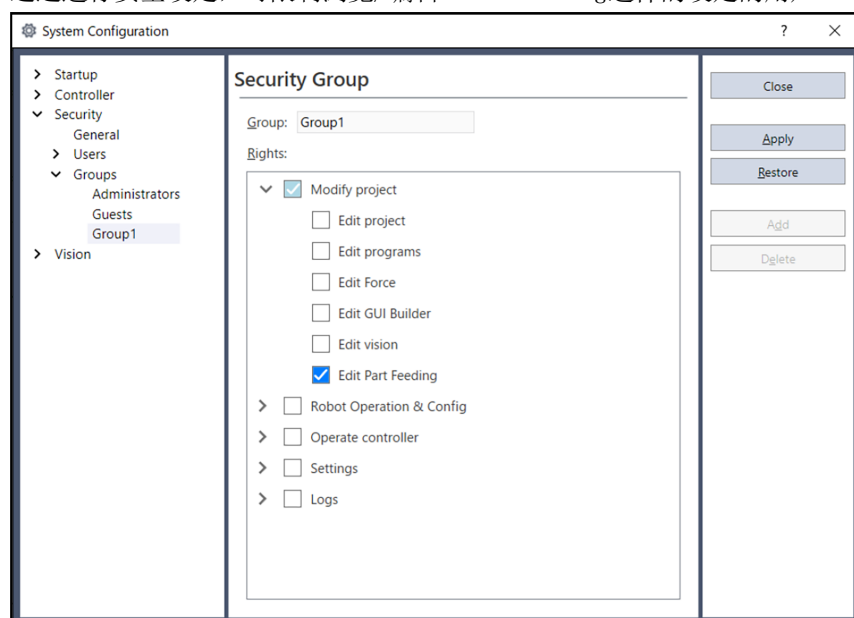 System Configuration
?
Startup
Controller
Security
General
Users
Groups
Administrators
Guests
Group1
Vision
Security Group
Group: Group1
Rights:
Modify project
Edit project
Edit programs
Edit Force
Edit GUI Builder
Edit vision
Edit Part Feeding
Robot Operation & Config
Operate controller
Settings
Logs
Close
Apply
Restore
Add
Delete